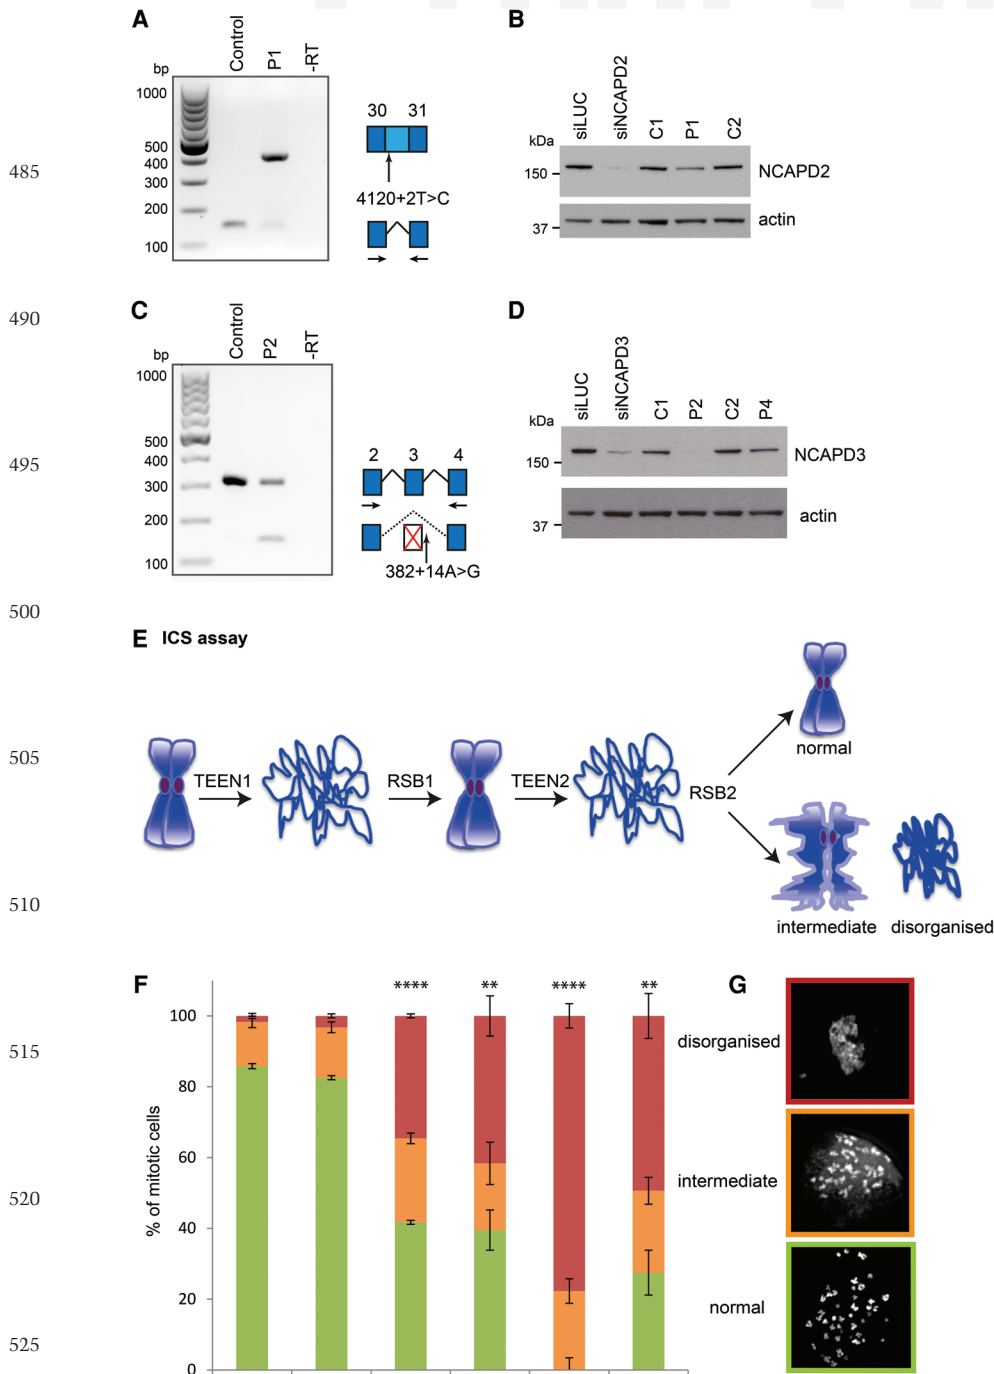 A
Control
P1
-RT
bp
1000
500
400
300
200
100
30 31
4120+2T>C
B
siLUC
siNCAPD2
C1
P1
C2
kDa
150
NCAPD2
37
actin
485
490
C
Control
P2
-RT
bp
1000
500
400
300
200
100
2 3 4
382+14A>G
D
siLUC
siNCAPD3
C1
P2
C2
P4
kDa
150
NCAPD3
37
actin
495
500
E ICS assay
TEEN1
RSB1
TEEN2
RSB2
normal
intermediate
disorganised
505
510
F
% of mitotic cells
100
80
60
40
20
0
****
**
****
**
G
disorganised
intermediate
normal
515
520
525